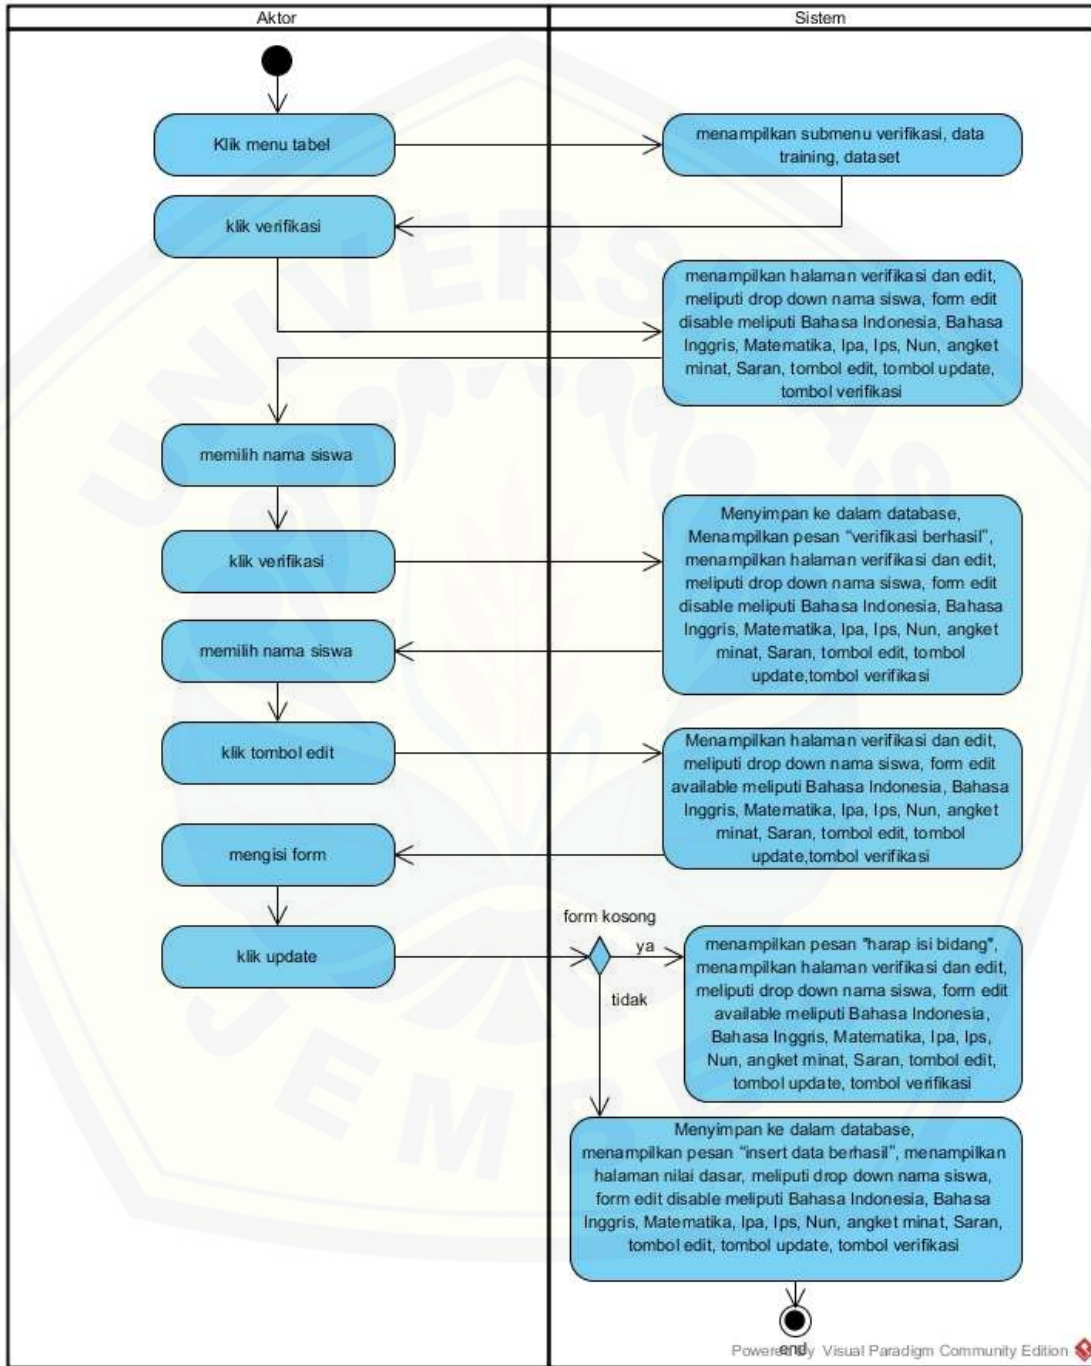 Aktor
Sistem
Klik menu tabel
menampilkan submenu verifikasi, data
training, dataset
klik verifikasi
menampilkan halaman verifikasi dan edit,
meliputi drop down nama siswa, form edit
disable meliputi Bahasa Indonesia, Bahasa
Inggris, Matematika, Ipa, Ips, Nun, angket
minat, Saran, tombol edit, tombol update,
tombol verifikasi
memilih nama siswa
klik verifikasi
Menyimpan ke dalam database,
Menampilkan pesan “verifikasi berhasil”,
menampilkan halaman verifikasi dan edit,
meliputi drop down nama siswa, form edit
disable meliputi Bahasa Indonesia, Bahasa
Inggris, Matematika, Ipa, Ips, Nun, angket
minat, Saran, tombol edit, tombol
update,tombol verifikasi
memilih nama siswa
klik tombol edit
Menampilkan halaman verifikasi dan edit,
meliputi drop down nama siswa, form edit
available meliputi Bahasa Indonesia, Bahasa
Inggris, Matematika, Ipa, Ips, Nun, angket
minat, Saran, tombol edit, tombol
update,tombol verifikasi
mengisi form
klik update
form kosong
ya
tidak
menampilkan pesan "harap isi bidang",
menampilkan halaman verifikasi dan edit,
meliputi drop down nama siswa, form edit
available meliputi Bahasa Indonesia,
Bahasa Inggris, Matematika, Ipa, Ips,
Nun, angket minat, Saran, tombol edit,
tombol update, tombol verifikasi
Menyimpan ke dalam database,
menampilkan pesan “insert data berhasil”, menampilkan
halaman nilai dasar, meliputi drop down nama siswa,
form edit disable meliputi Bahasa Indonesia, Bahasa
Inggris, Matematika, Ipa, Ips, Nun, angket minat, Saran,
tombol edit, tombol update, tombol verifikasi
end
Powered By Visual Paradigm Community Edition
UNIVERSITAS
JEMBER